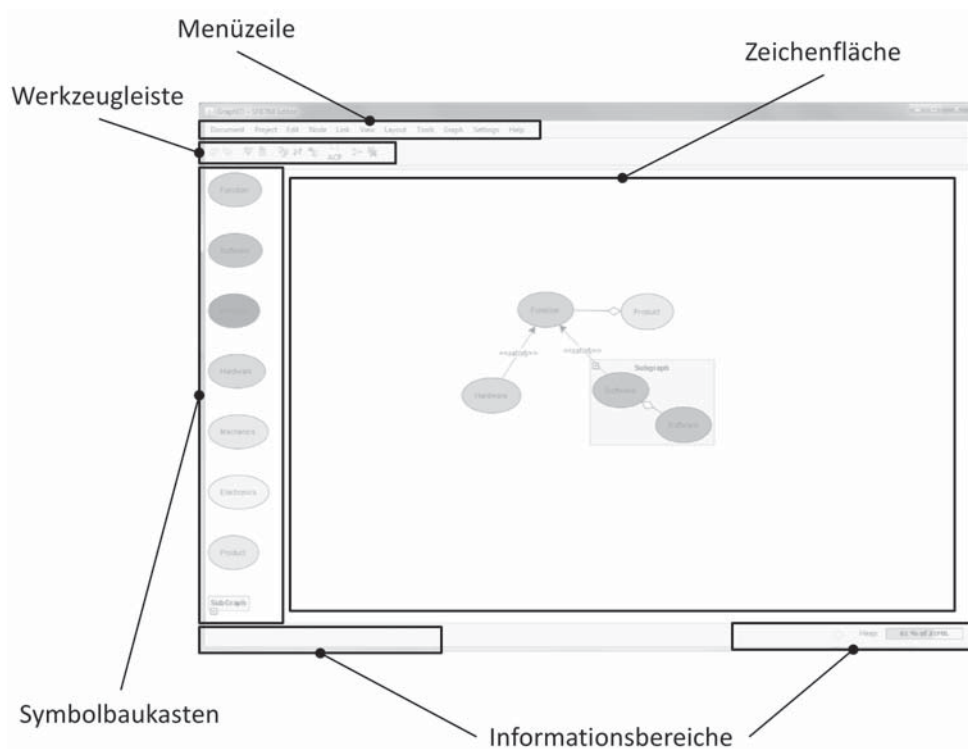 Menüzeile
Zeichenfläche
Werkzeugleiste
Document Project Edit Node Link View Layout Tools Graph Settings Help
ACP
Function
Software
Function
Product
<<satisfy>>
<<satisfy>>
Hardware
Subgraph
Hardware
Software
Mechanics
Software
Electronics
Product
SubGraph
Heap:
Symbolbaukasten
Informationsbereiche